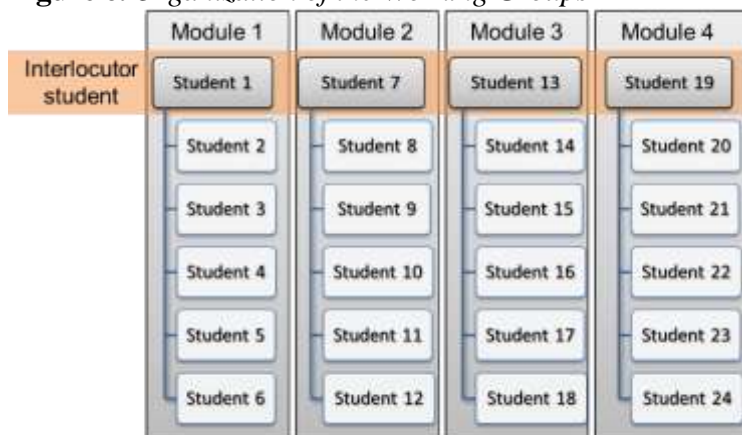 Module 1 Module 2 Module 3 Module 4
Interlocutor
student
Student 1 Student 7 Student 13 Student 19
Student 2 Student 8 Student 14 Student 20
Student 3 Student 9 Student 15 Student 21
Student 4 Student 10 Student 16 Student 22
Student 5 Student 11 Student 17 Student 23
Student 6 Student 12 Student 18 Student 24